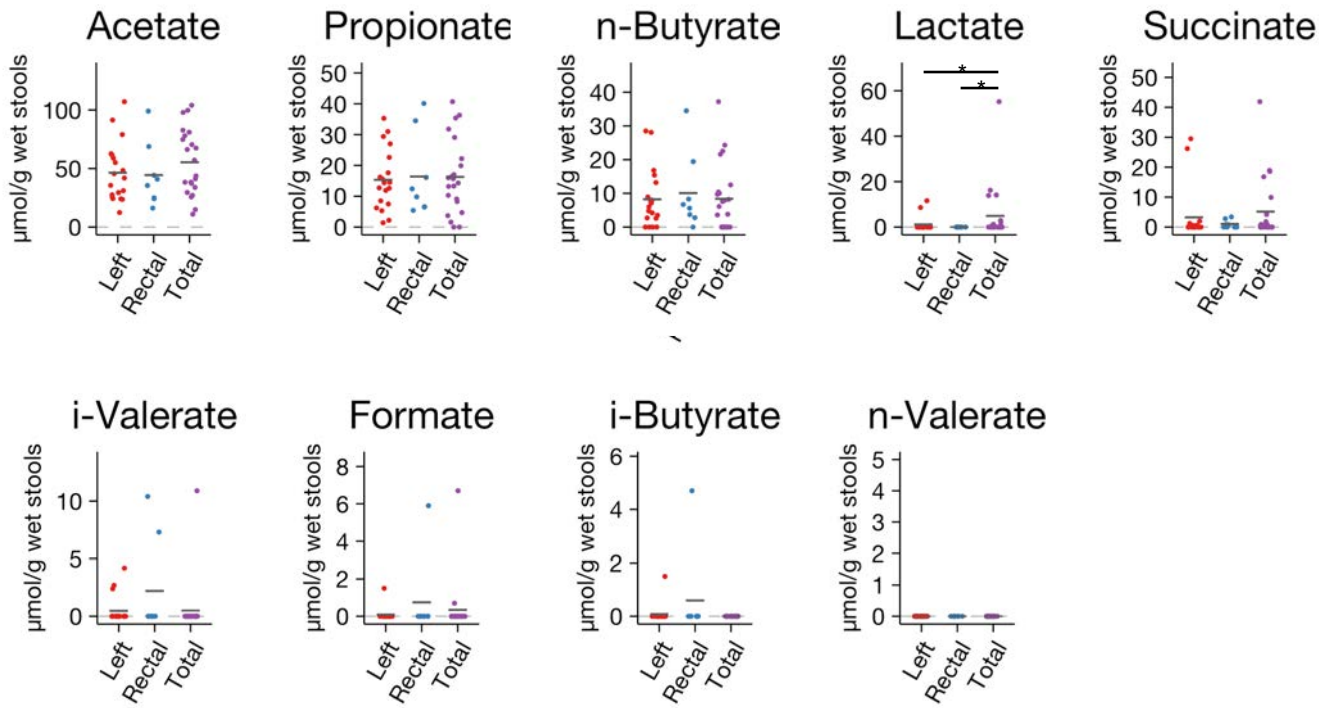 Acetate
µmol/g wet stools
100
50
0
Left
Rectal
Total
Propionate
µmol/g wet stools
50
40
30
20
10
0
Left
Rectal
Total
n-Butyrate
µmol/g wet stools
40
30
20
10
0
Left
Rectal
Total
Lactate
µmol/g wet stools
60
40
20
0
*
*
Left
Rectal
Total
Succinate
µmol/g wet stools
50
40
30
20
10
0
Left
Rectal
Total
i-Valerate
µmol/g wet stools
10
5
0
Left
Rectal
Total
Formate
µmol/g wet stools
8
6
4
2
0
Left
Rectal
Total
i-Butyrate
µmol/g wet stools
6
4
2
0
Left
Rectal
Total
n-Valerate
µmol/g wet stools
5
4
3
2
1
0
Left
Rectal
Total